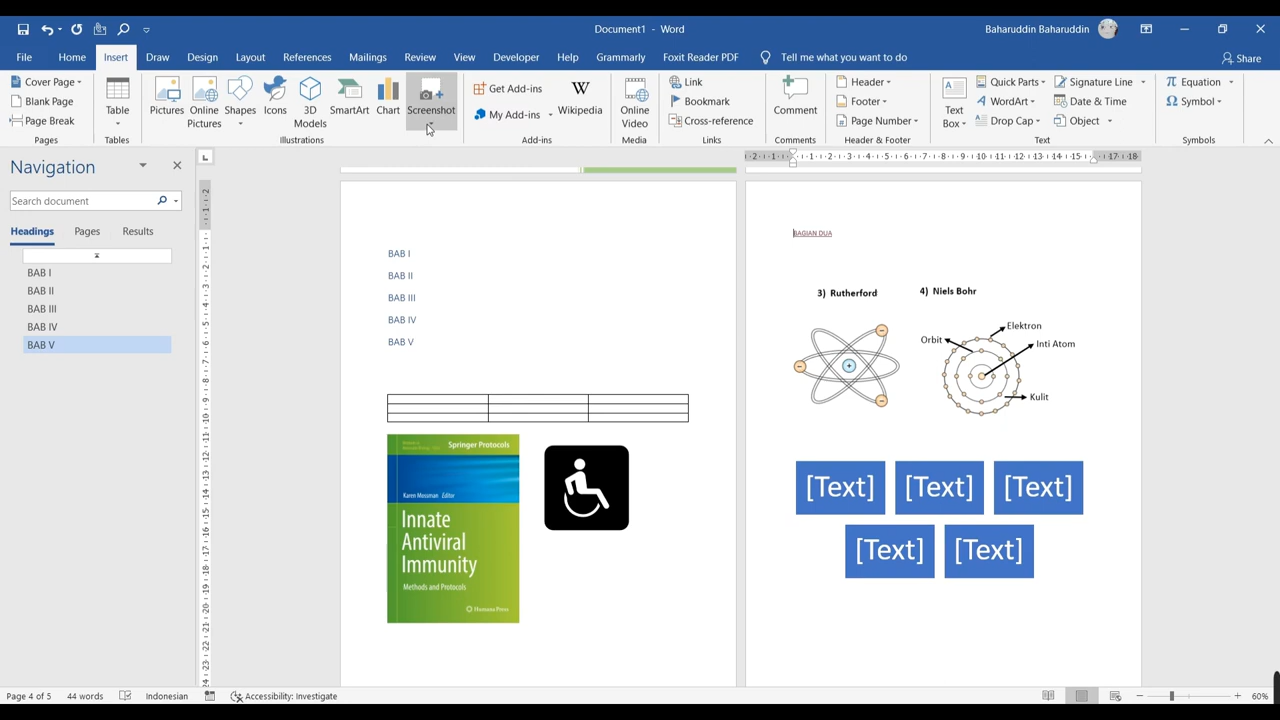 Document1 - Word
Baharuddin Baharuddin
File Home Insert Draw Design Layout References Mailings Review View Developer Help Grammarly Foxit Reader PDF Tell me what you want to do Share
Cover Page
Blank Page
Page Break
Pages
Table
Tables
Pictures
Online Pictures
Shapes
Icons
3D Models
SmartArt
Chart
Screenshot
Illustrations
Get Add-ins
My Add-ins
Wikipedia
Add-ins
Online Video
Media
Link
Bookmark
Cross-reference
Links
Comment
Comments
Header
Footer
Page Number
Header & Footer
Text Box
Quick Parts
WordArt
Drop Cap
Signature Line
Date & Time
Object
Text
Equation
Symbol
Symbols
Navigation
Search document
Headings Pages Results
BAB I
BAB II
BAB III
BAB IV
BAB V
BAB I
BAB II
BAB III
BAB IV
BAB V
Springer Protocols
Karen Mossman Editor
Innate
Antiviral
Immunity
Methods and Protocols
Humana Press
BAGIAN DUA
3) Rutherford 4) Niels Bohr
Elektron
Orbit
Inti Atom
Kulit
[Text] [Text] [Text]
[Text] [Text]
Page 4 of 5 44 words Indonesian Accessibility: Investigate 60%